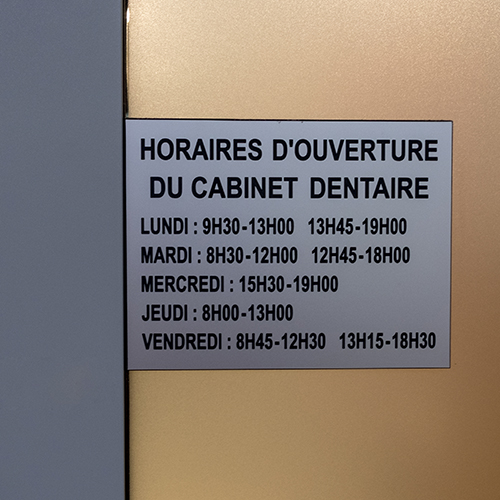 HORAIRES D'OUVERTURE
DU CABINET DENTAIRE
LUNDI : 9H30-13H00 13H45-19H00
MARDI : 8H30-12H00 12H45-18H00
MERCREDI : 15H30-19H00
JEUDI : 8H00-13H00
VENDREDI : 8H45-12H30 13H15-18H30